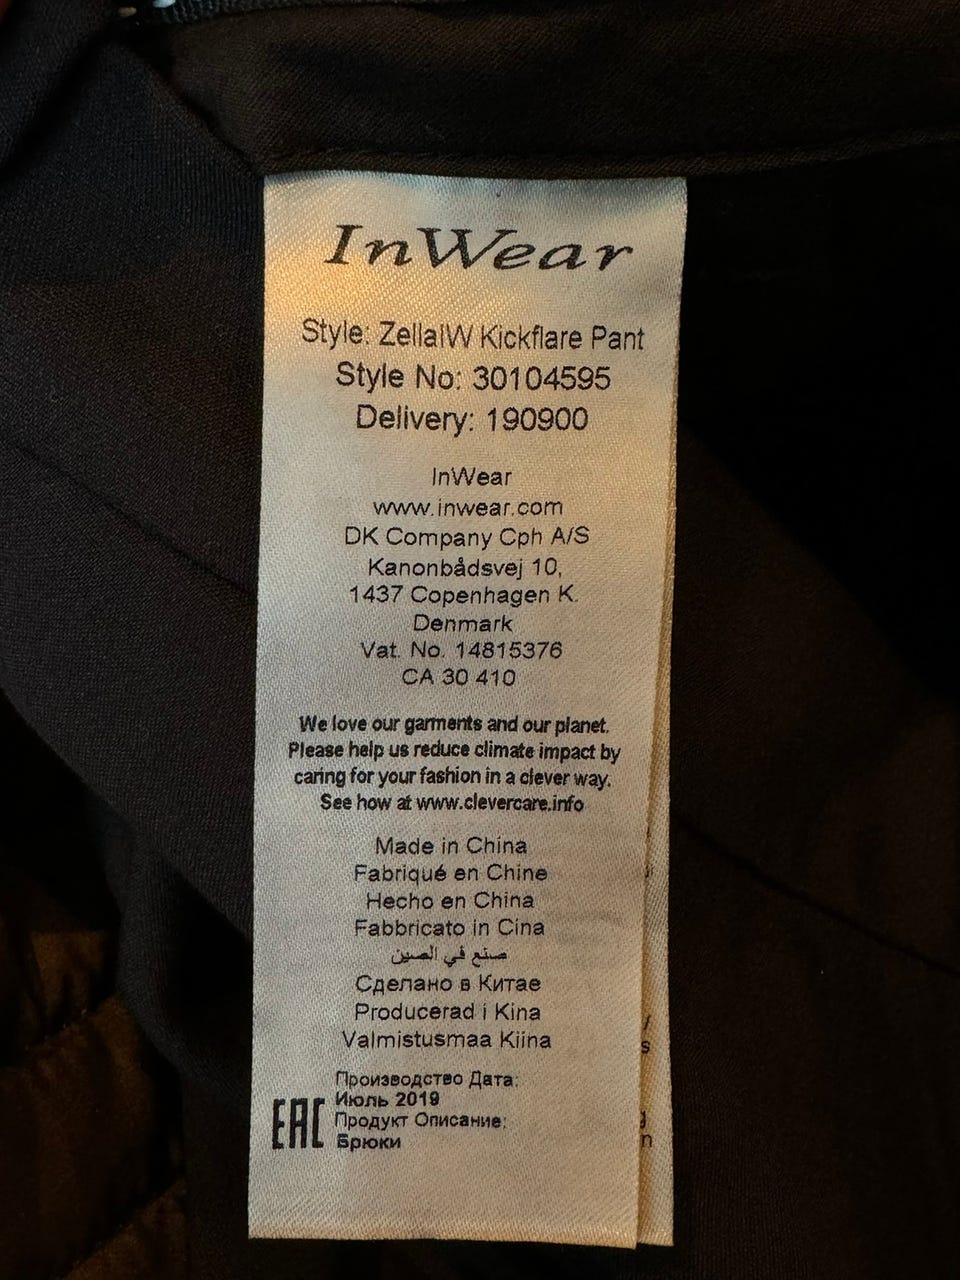 InWear
Style: ZellaIW Kickflare Pant
Style No: 30104595
Delivery: 190900
InWear
www.inwear.com
DK Company Cph A/S
Kanonbådsvej 10,
1437 Copenhagen K.
Denmark
Vat. No. 14815376
CA 30 410
We love our garments and our planet.
Please help us reduce climate impact by
caring for your fashion in a clever way.
See how at www.clevercare.info
Made in China
Fabriqué en Chine
Hecho en China
Fabbricato in Cina
صنع في الصين
Сделано в Китае
Producerad i Kina
Valmistusmaa Kiina
Производство Дата:
Июль 2019
Продукт Описание:
Брюки
EAC